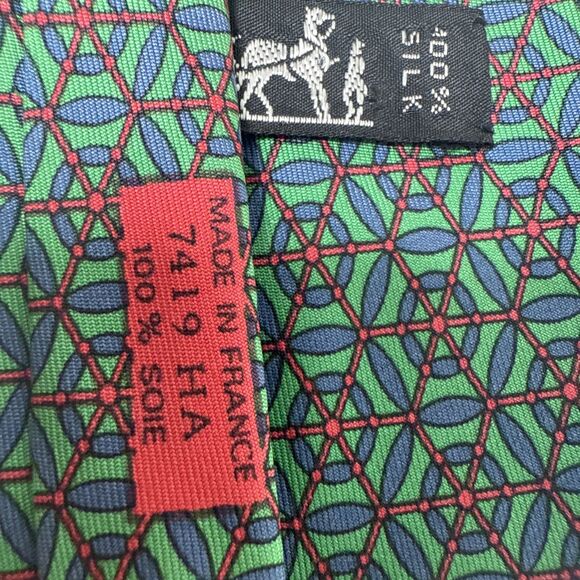 100%
SILK
MADE IN FRANCE
7419 HA
100% SOIE